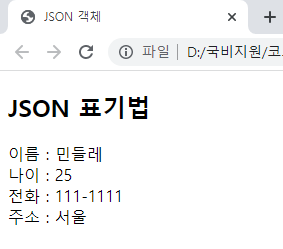 JSON 객체
파일 | D:/국비지원/코
JSON 표기법
이름 : 민들레
나이 : 25
전화 : 111-1111
주소 : 서울